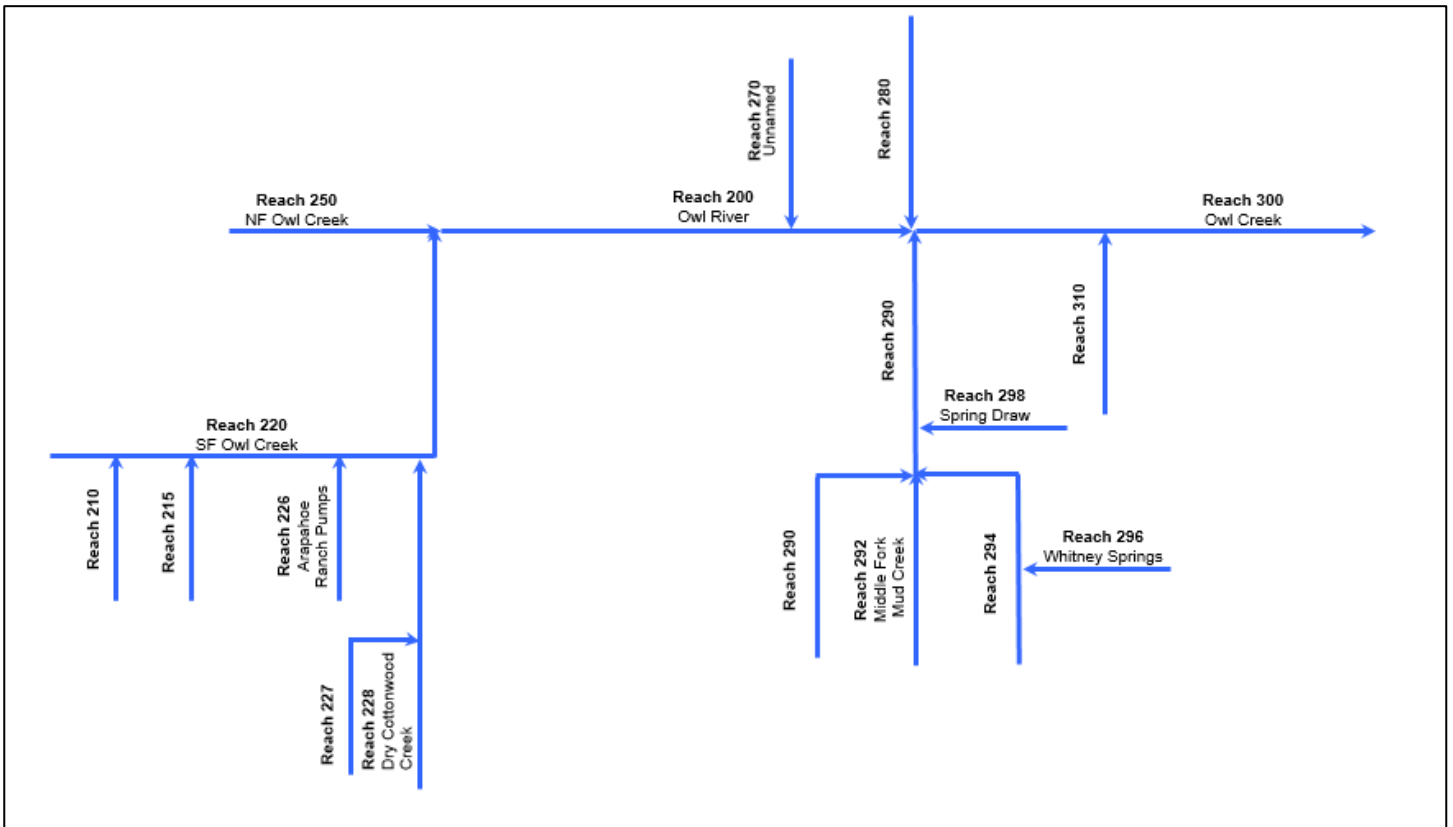 Reach 270
Unnamed
Reach 280
Reach 250
NF Owl Creek
Reach 200
Owl River
Reach 300
Owl Creek
Reach 290
Reach 310
Reach 298
Spring Draw
Reach 220
SF Owl Creek
Reach 210
Reach 215
Reach 226
Arapahoe
Ranch Pumps
Reach 290
Reach 292
Middle Fork
Mud Creek
Reach 294
Reach 296
Whitney Springs
Reach 227
Reach 228
Dry Cottonwood
Creek